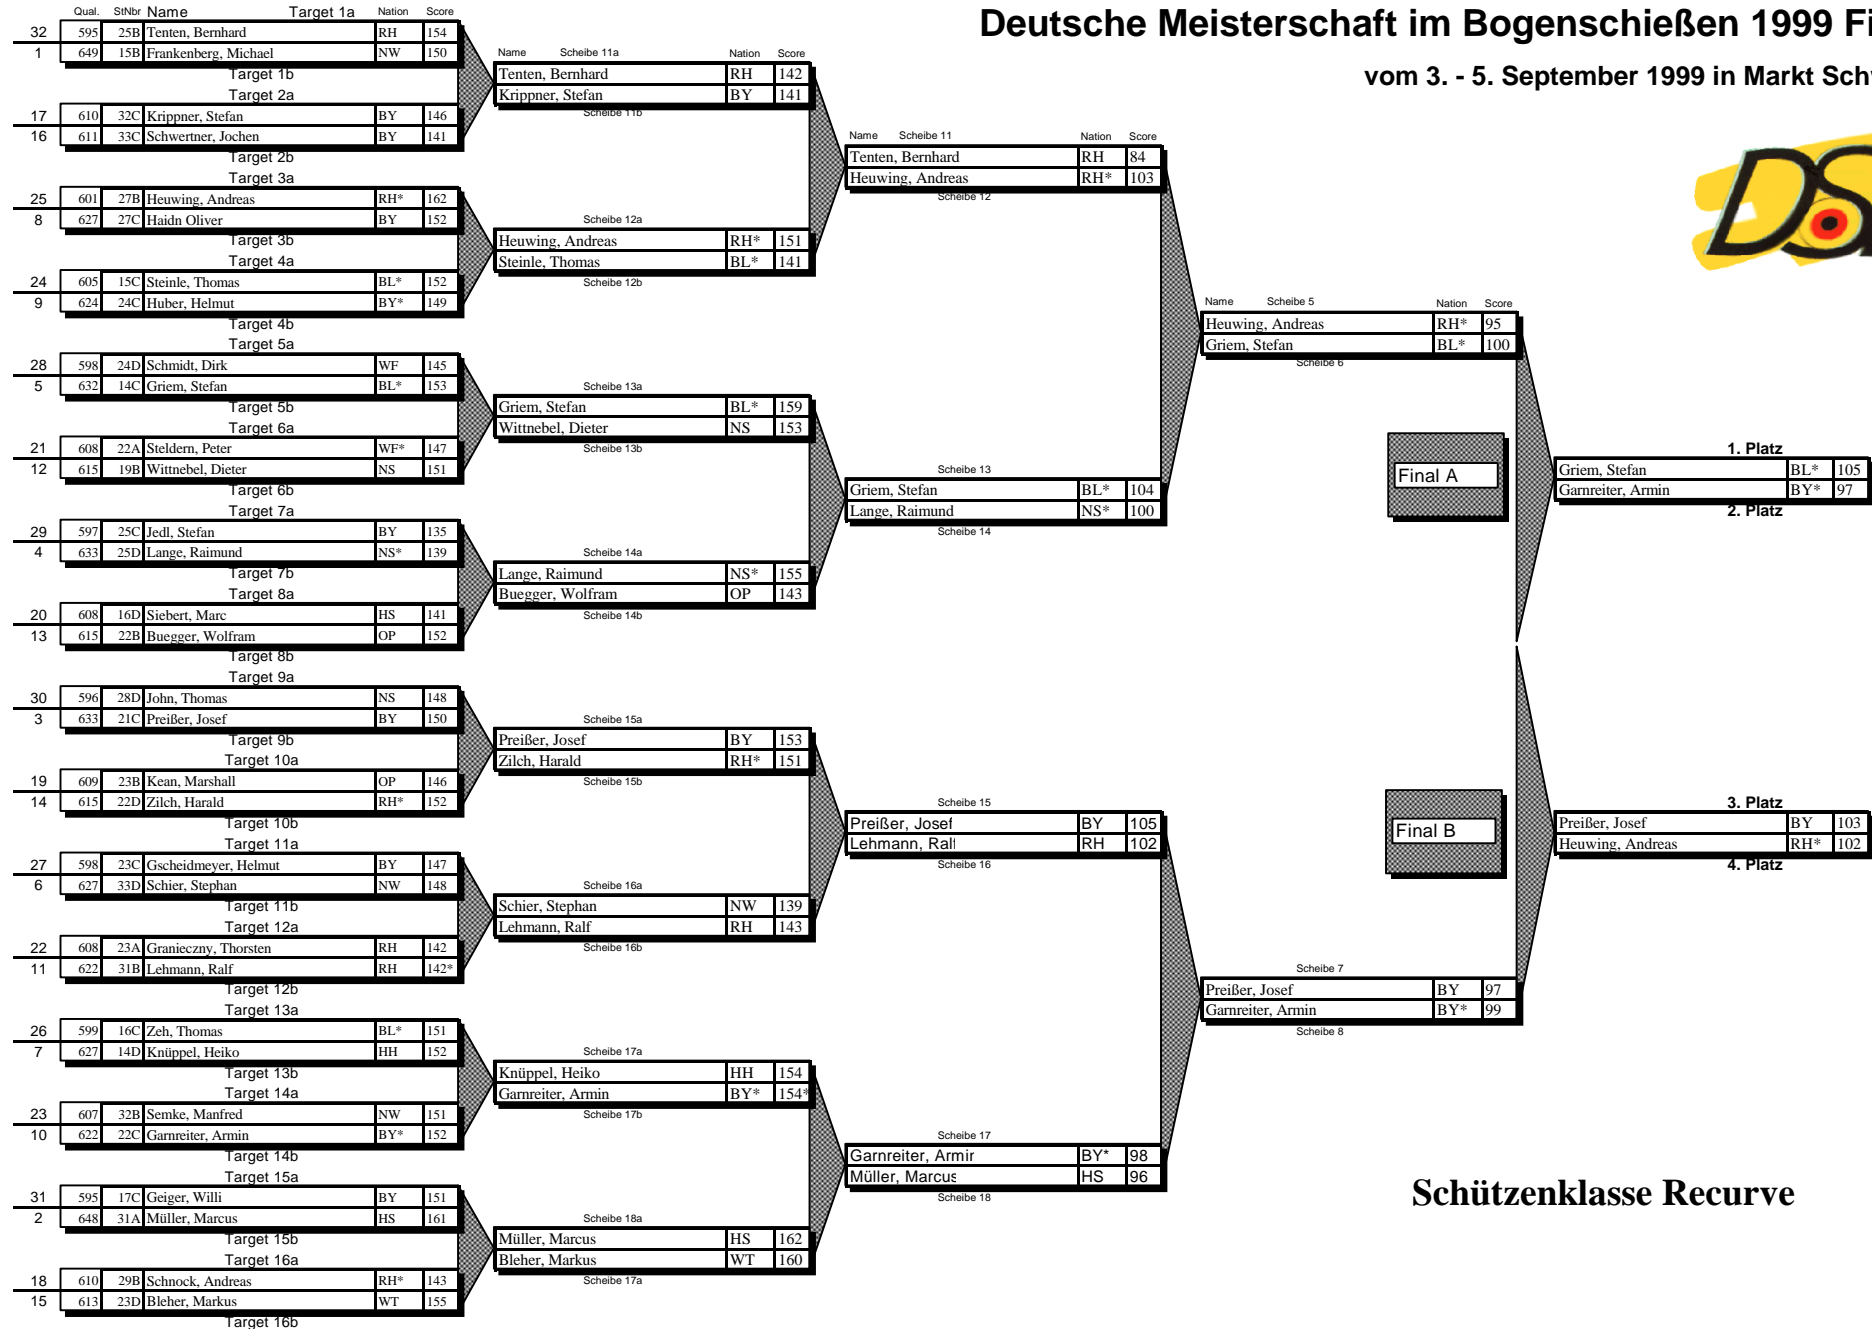 Deutsche Meisterschaft im Bogenschießen 1999 Fi
vom 3. - 5. September 1999 in Markt Schw
Qual. StNbr Name Target 1a Nation Score
32 595 25B Tenten, Bernhard RH 154
1 649 15B Frankenberg, Michael NW 150
Target 1b
Target 2a
17 610 32C Krippner, Stefan BY 146
16 611 33C Schwertner, Jochen BY 141
Target 2b
Target 3a
25 601 27B Heuwing, Andreas RH* 162
8 627 27C Haidn Oliver BY 152
Target 3b
Target 4a
24 605 15C Steinle, Thomas BL* 152
9 624 24C Huber, Helmut BY* 149
Target 4b
Target 5a
28 598 24D Schmidt, Dirk WF 145
5 632 14C Griem, Stefan BL* 153
Target 5b
Target 6a
21 608 22A Steldern, Peter WF* 147
12 615 19B Wittnebel, Dieter NS 151
Target 6b
Target 7a
29 597 25C Jedl, Stefan BY 135
4 633 25D Lange, Raimund NS* 139
Target 7b
Target 8a
20 608 16D Siebert, Marc HS 141
13 615 22B Buegger, Wolfram OP 152
Target 8b
Target 9a
30 596 28D John, Thomas NS 148
3 633 21C Preißer, Josef BY 150
Target 9b
Target 10a
19 609 23B Kean, Marshall OP 146
14 615 22D Zilch, Harald RH* 152
Target 10b
Target 11a
27 598 23C Gscheidmeyer, Helmut BY 147
6 627 33D Schier, Stephan NW 148
Target 11b
Target 12a
22 608 23A Granieczny, Thorsten RH 142
11 622 31B Lehmann, Ralf RH 142*
Target 12b
Target 13a
26 599 16C Zeh, Thomas BL* 151
7 627 14D Knüppel, Heiko HH 152
Target 13b
Target 14a
23 607 32B Semke, Manfred NW 151
10 622 22C Garnreiter, Armin BY* 152
Target 14b
Target 15a
31 595 17C Geiger, Willi BY 151
2 648 31A Müller, Marcus HS 161
Target 15b
Target 16a
18 610 29B Schnock, Andreas RH* 143
15 613 23D Bleher, Markus WT 155
Target 16b
Name Scheibe 11a Nation Score
Tenten, Bernhard RH 142
Krippner, Stefan BY 141
Scheibe 11b
Scheibe 12a
Heuwing, Andreas RH* 151
Steinle, Thomas BL* 141
Scheibe 12b
Scheibe 13a
Griem, Stefan BL* 159
Wittnebel, Dieter NS 153
Scheibe 13b
Scheibe 14a
Lange, Raimund NS* 155
Buegger, Wolfram OP 143
Scheibe 14b
Scheibe 15a
Preißer, Josef BY 153
Zilch, Harald RH* 151
Scheibe 15b
Scheibe 16a
Schier, Stephan NW 139
Lehmann, Ralf RH 143
Scheibe 16b
Scheibe 17a
Knüppel, Heiko HH 154
Garnreiter, Armin BY* 154*
Scheibe 17b
Scheibe 18a
Müller, Marcus HS 162
Bleher, Markus WT 160
Scheibe 17a
Name Scheibe 11 Nation Score
Tenten, Bernhard RH 84
Heuwing, Andreas RH* 103
Scheibe 12
Scheibe 13
Griem, Stefan BL* 104
Lange, Raimund NS* 100
Scheibe 14
Scheibe 15
Preißer, Josef BY 105
Lehmann, Ralf RH 102
Scheibe 16
Scheibe 17
Garnreiter, Armin BY* 98
Müller, Marcus HS 96
Scheibe 18
Name Scheibe 5 Nation Score
Heuwing, Andreas RH* 95
Griem, Stefan BL* 100
Scheibe 6
Scheibe 7
Preißer, Josef BY 97
Garnreiter, Armin BY* 99
Scheibe 8
Final A
1. Platz
Griem, Stefan BL* 105
Garnreiter, Armin BY* 97
2. Platz
Final B
3. Platz
Preißer, Josef BY 103
Heuwing, Andreas RH* 102
4. Platz
Schützenklasse Recurve